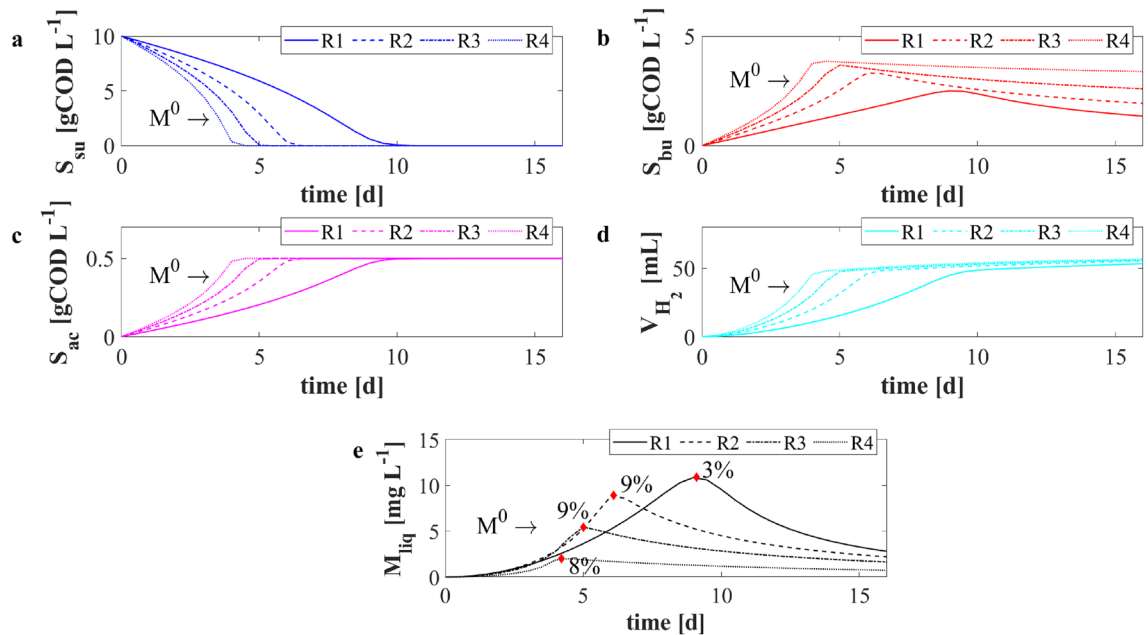 a
S_su [gCOD L^-1]
10
5
0
R1 R2 R3 R4
M^0 →
0 5 10 15
time [d]
b
S_bu [gCOD L^-1]
5
0
R1 R2 R3 R4
M^0 →
0 5 10 15
time [d]
c
S_ac [gCOD L^-1]
0.5
0
R1 R2 R3 R4
M^0 →
0 5 10 15
time [d]
d
V_H_2 [mL]
50
0
R1 R2 R3 R4
M^0 →
0 5 10 15
time [d]
e
M_liq [mg L^-1]
15
10
5
0
R1 R2 R3 R4
3%
9%
9%
M^0 →
8%
0 5 10 15
time [d]